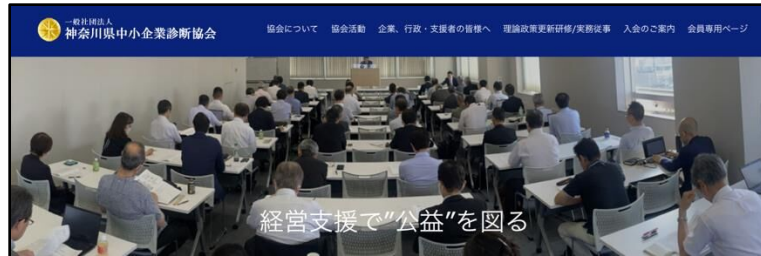 一般社団法人
神奈川県中小企業診断協会
協会について 協会活動 企業、行政・支援者の皆様へ 理論政策更新研修/実務従事 入会のご案内 会員専用ページ
経営支援で"公益"を図る